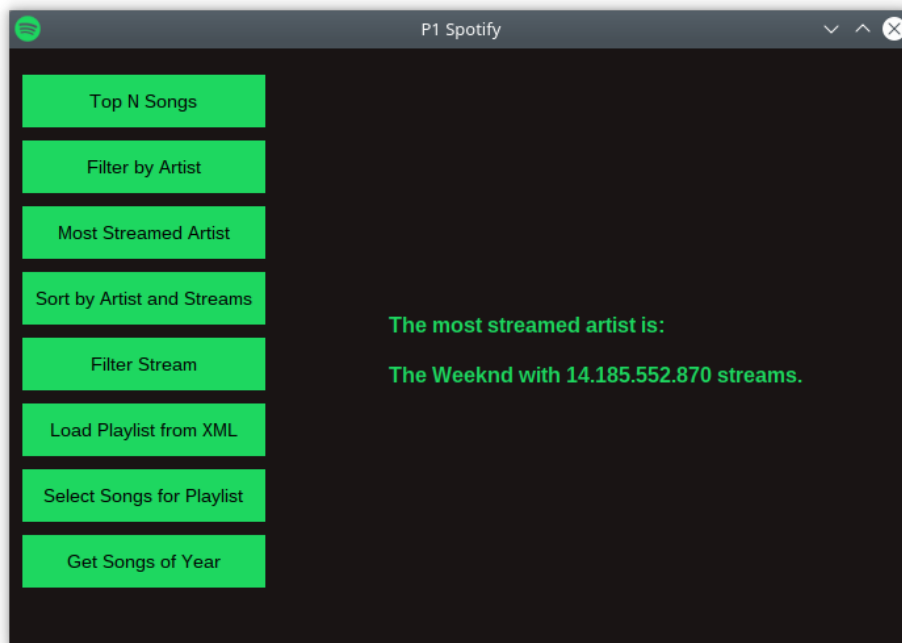 P1 Spotify
Top N Songs
Filter by Artist
Most Streamed Artist
Sort by Artist and Streams
Filter Stream
Load Playlist from XML
Select Songs for Playlist
Get Songs of Year
The most streamed artist is:
The Weeknd with 14.185.552.870 streams.